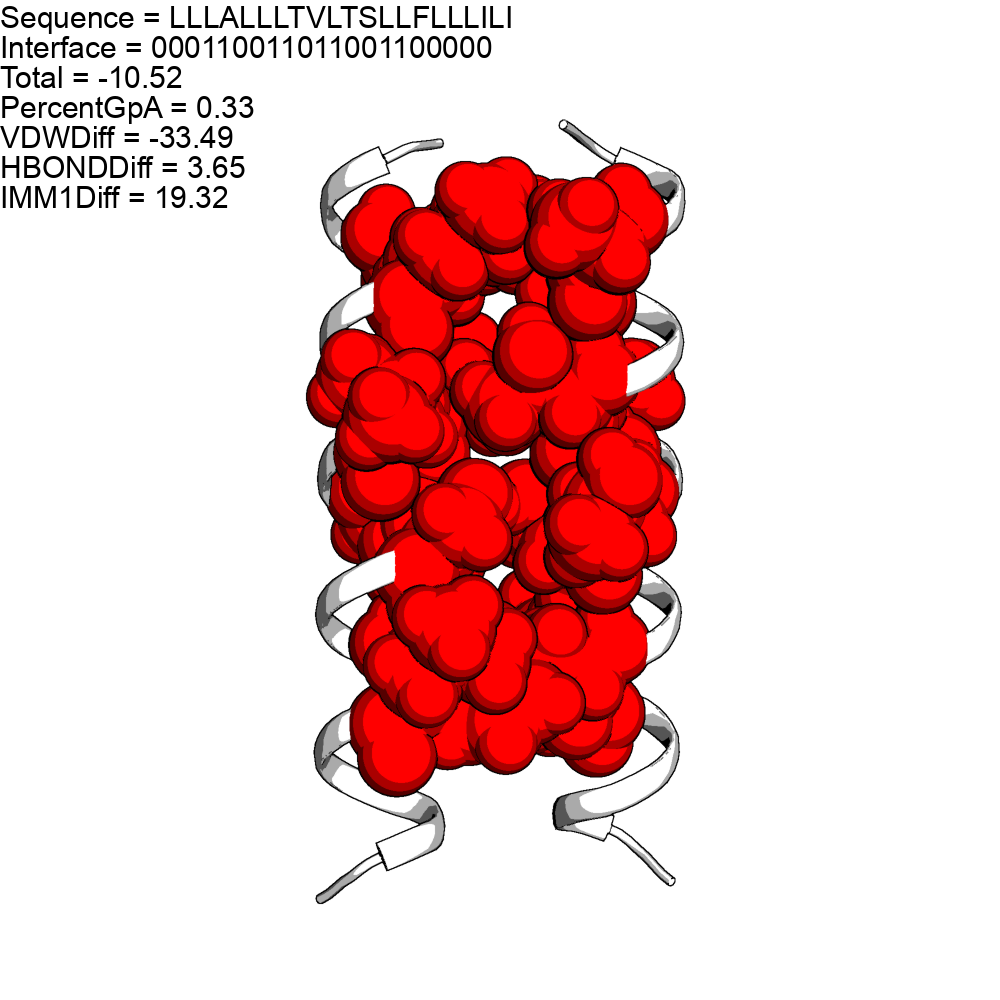 Sequence = LLLALLLTVLTSLLFLLLILI
Interface = 000110011011001100000
Total = -10.52
PercentGpA = 0.33
VDWDiff = -33.49
HBONDDiff = 3.65
IMM1Diff = 19.32